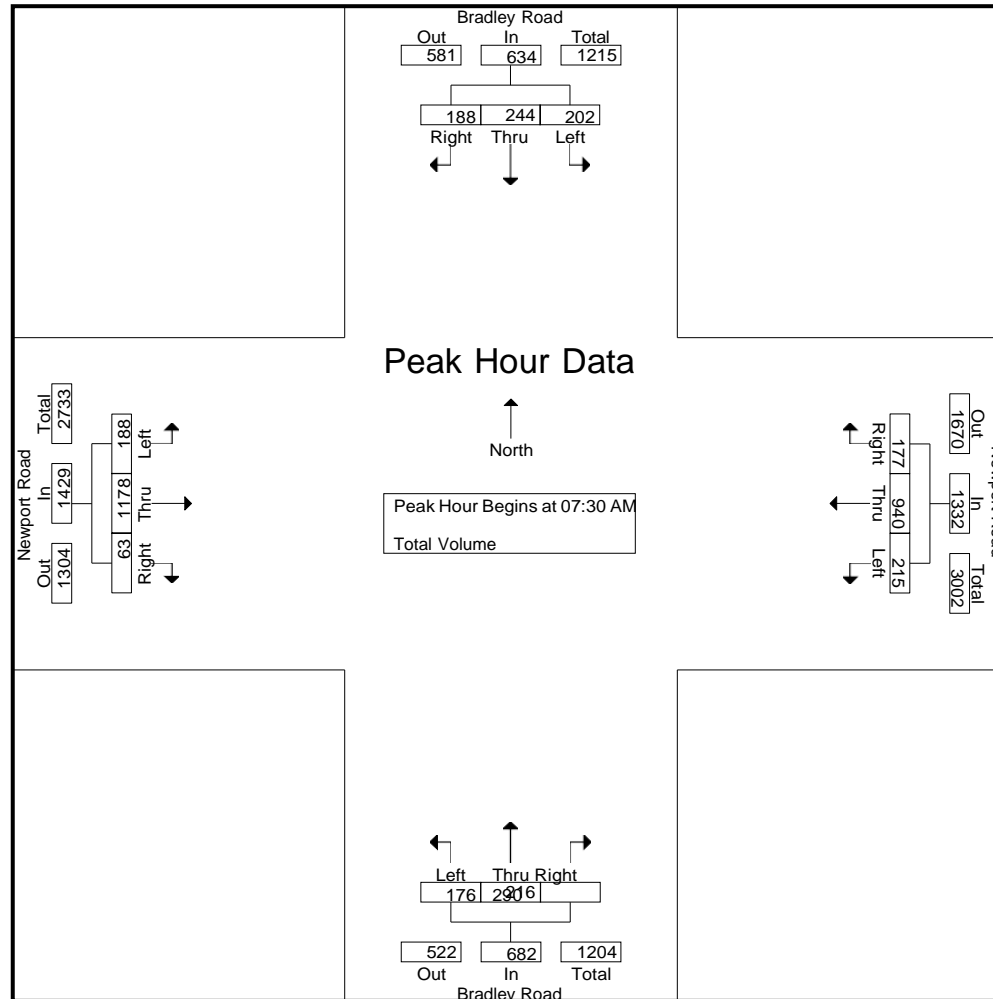 Bradley Road
Out In Total
581 634 1215
188 244 202
Right Thru Left
Peak Hour Data
North
Peak Hour Begins at 07:30 AM
Total Volume
Newport Road
Out In Total
1304 1429 2733
63 1178 188
Right Thru Left
Out In Total
1670 1332 3002
177 940 215
Right Thru Left
Left Thru Right
176 290 216
522 682 1204
Out In Total
Bradley Road